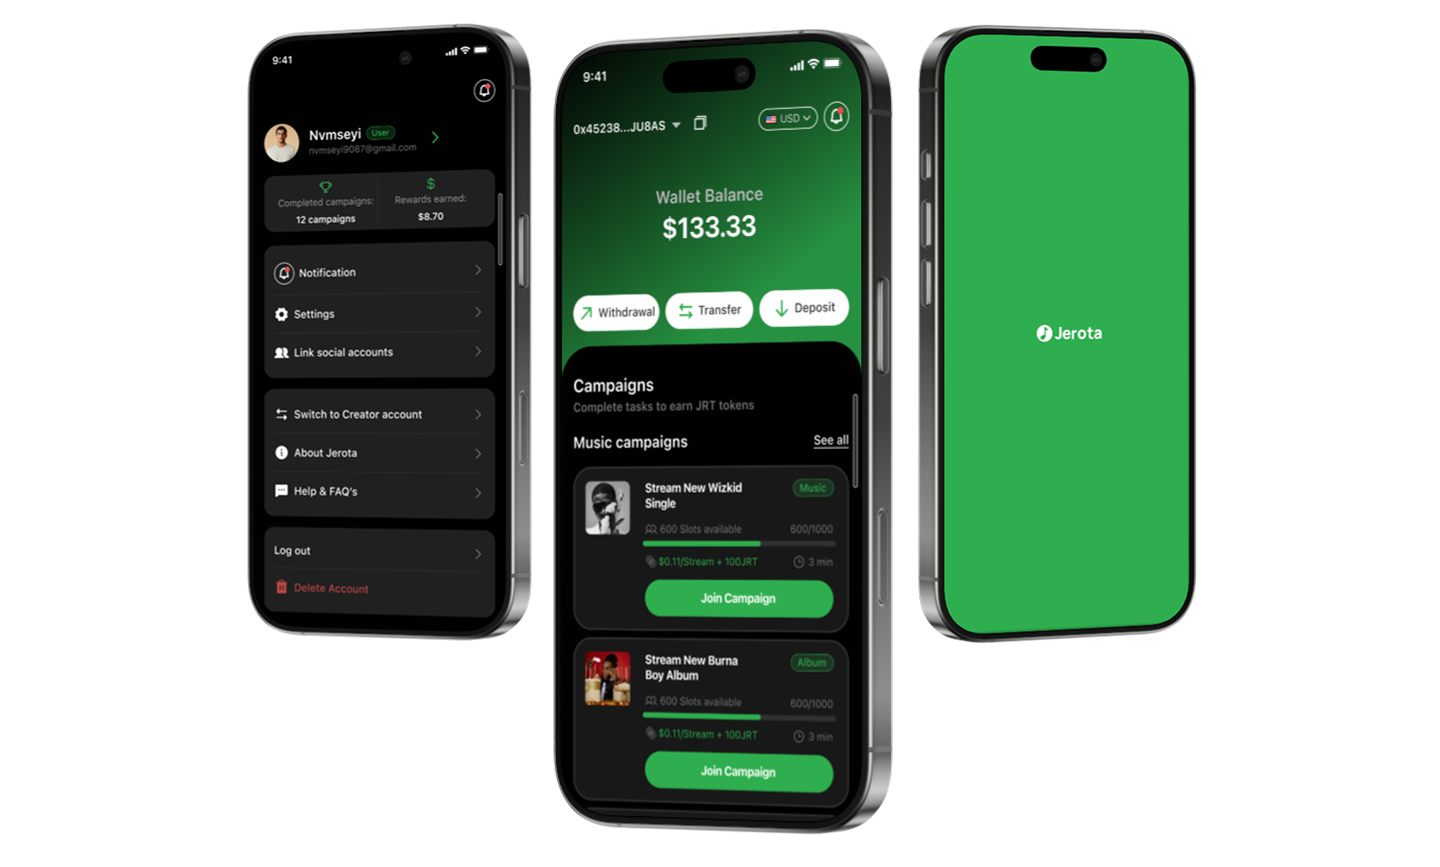 9:41
Nvmseyi User
nvmseyi9087@gmail.com
Completed campaigns:
12 campaigns
Rewards earned:
$8.70
Notification
Settings
Link social accounts
Switch to Creator account
About Jerota
Help & FAQ's
Log out
Delete Account
9:41
0x45238...JU8AS
USD
Wallet Balance
$133.33
Withdrawal
Transfer
Deposit
Campaigns
Complete tasks to earn JRT tokens
Music campaigns
See all
Stream New Wizkid
Single
Music
600 Slots available
600/1000
$0.11/Stream + 100JRT
3 min
Join Campaign
Stream New Burna
Boy Album
Album
600 Slots available
600/1000
$0.11/Stream + 100JRT
3 min
Join Campaign
Jerota